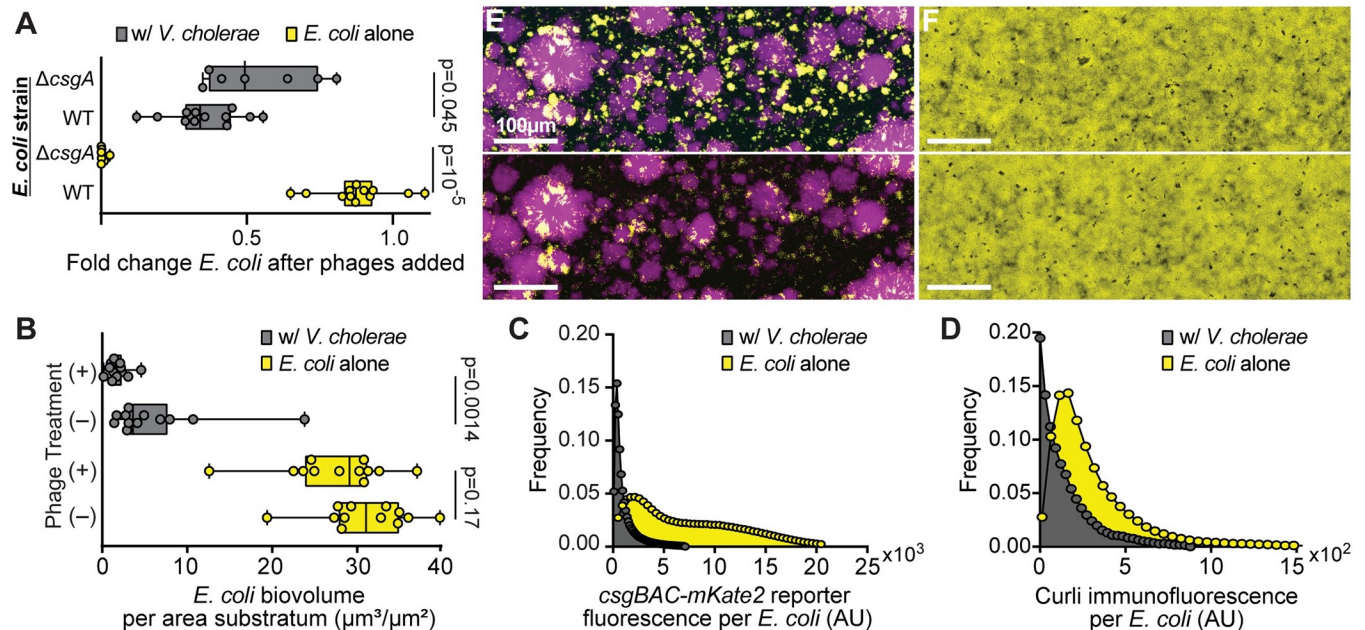 A
w/ V. cholerae
E. coli alone
E. coli strain
ΔcsgA
WT
ΔcsgA
WT
p=0.045
p=10-5
0.5
1.0
Fold change E. coli after phages added
B
w/ V. cholerae
E. coli alone
Phage Treatment
(+)
(–)
(+)
(–)
p=0.0014
p=0.17
0
10
20
30
40
E. coli biovolume
per area substratum (µm³/µm²)
E
100µm
F
C
w/ V. cholerae
E. coli alone
Frequency
0.20
0.15
0.10
0.05
0.00
0
5
10
15
20
25
x10³
csgBAC-mKate2 reporter
fluorescence per E. coli (AU)
D
w/ V. cholerae
E. coli alone
Frequency
0.20
0.15
0.10
0.05
0.00
0
5
10
15
x10²
Curli immunofluorescence
per E. coli (AU)